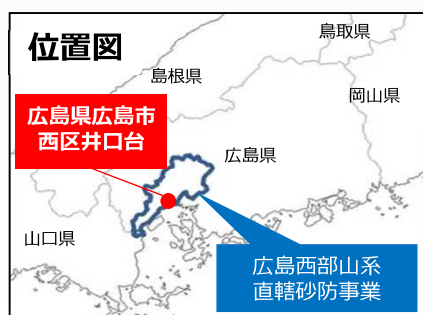 位置図
鳥取県
島根県
岡山県
広島県広島市
西区井口台
広島県
山口県
広島西部山系
直轄砂防事業